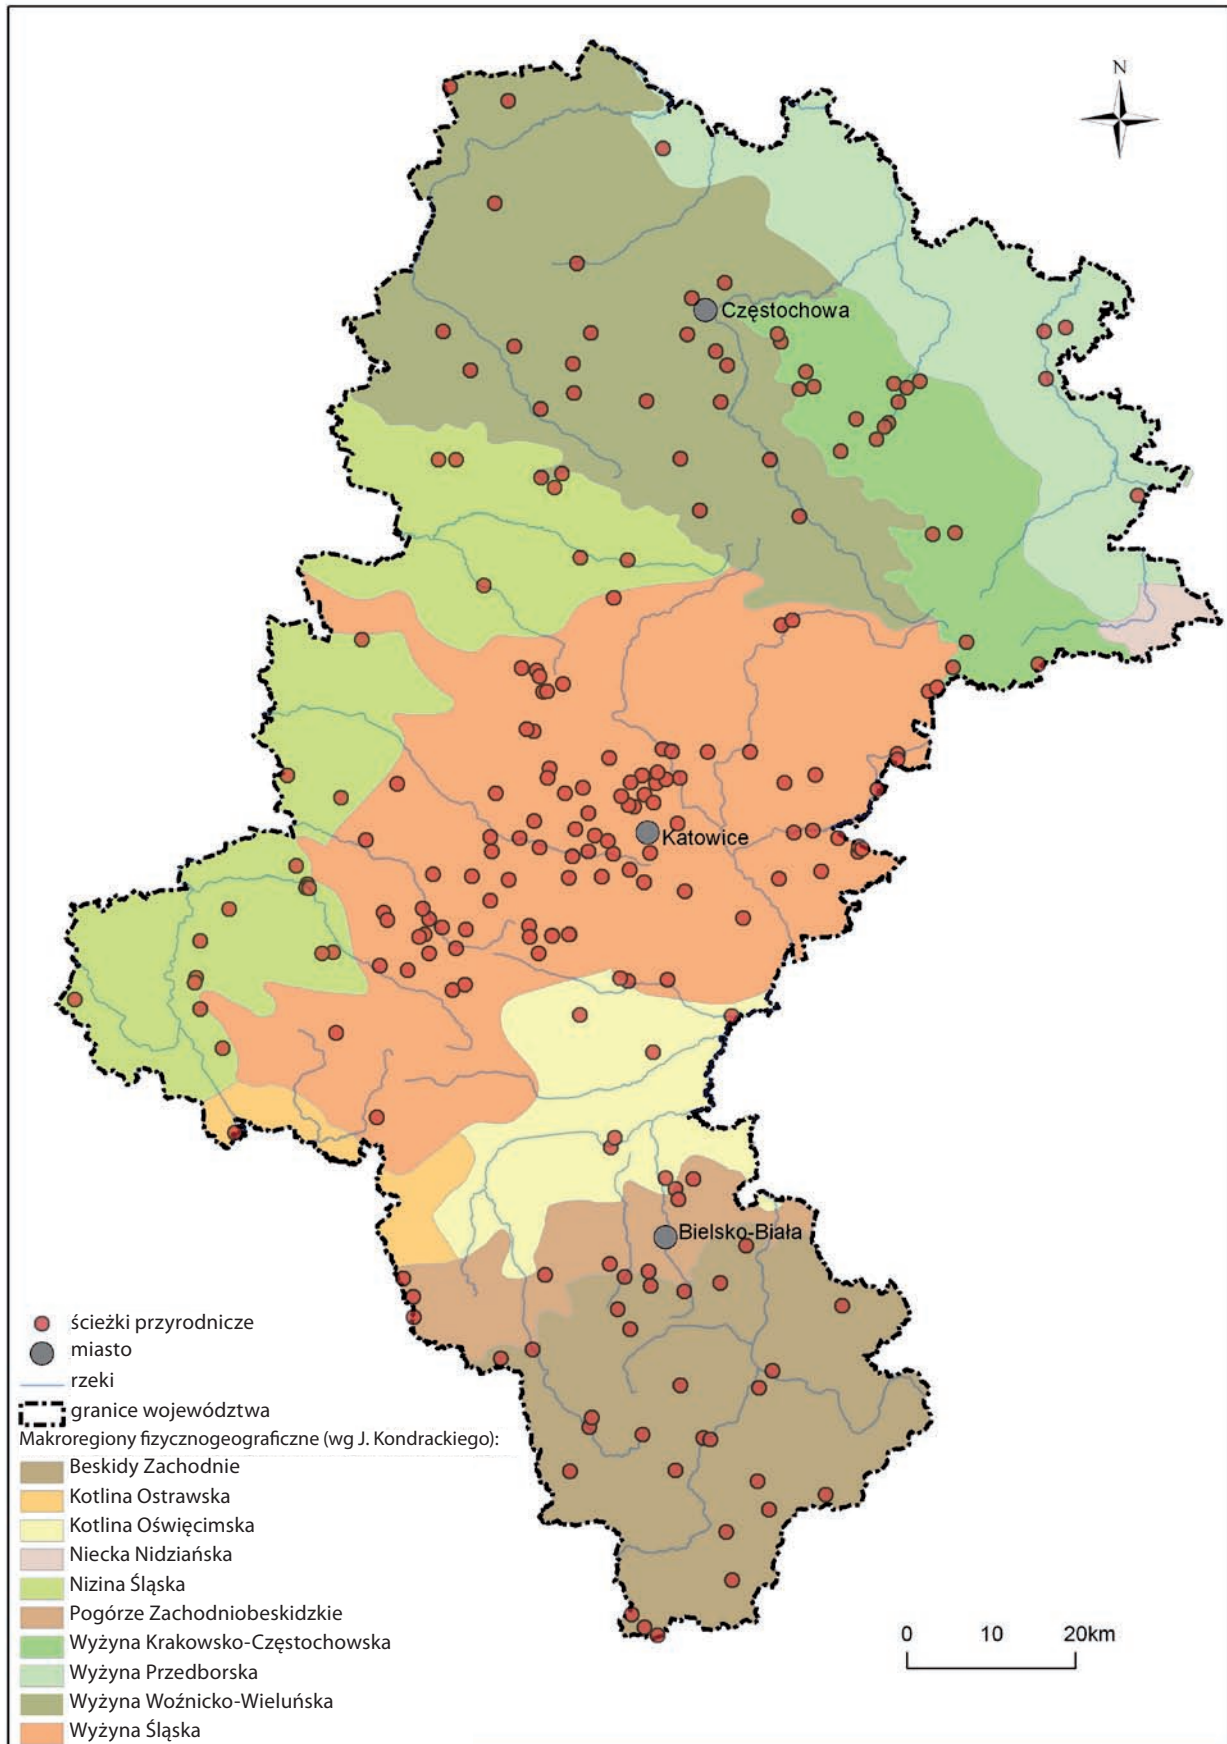 N
Częstochowa
Katowice
Bielsko-Biała
ścieżki przyrodnicze
miasto
rzeki
granice województwa
Makroregiony fizycznogeograficzne (wg J. Kondrackiego):
Beskidy Zachodnie
Kotlina Ostrawska
Kotlina Oświęcimska
Niecka Nidziańska
Nizina Śląska
Pogórze Zachodniobeskidzkie
Wyżyna Krakowsko-Częstochowska
Wyżyna Przedborska
Wyżyna Woźnicko-Wieluńska
Wyżyna Śląska
0 10 20km